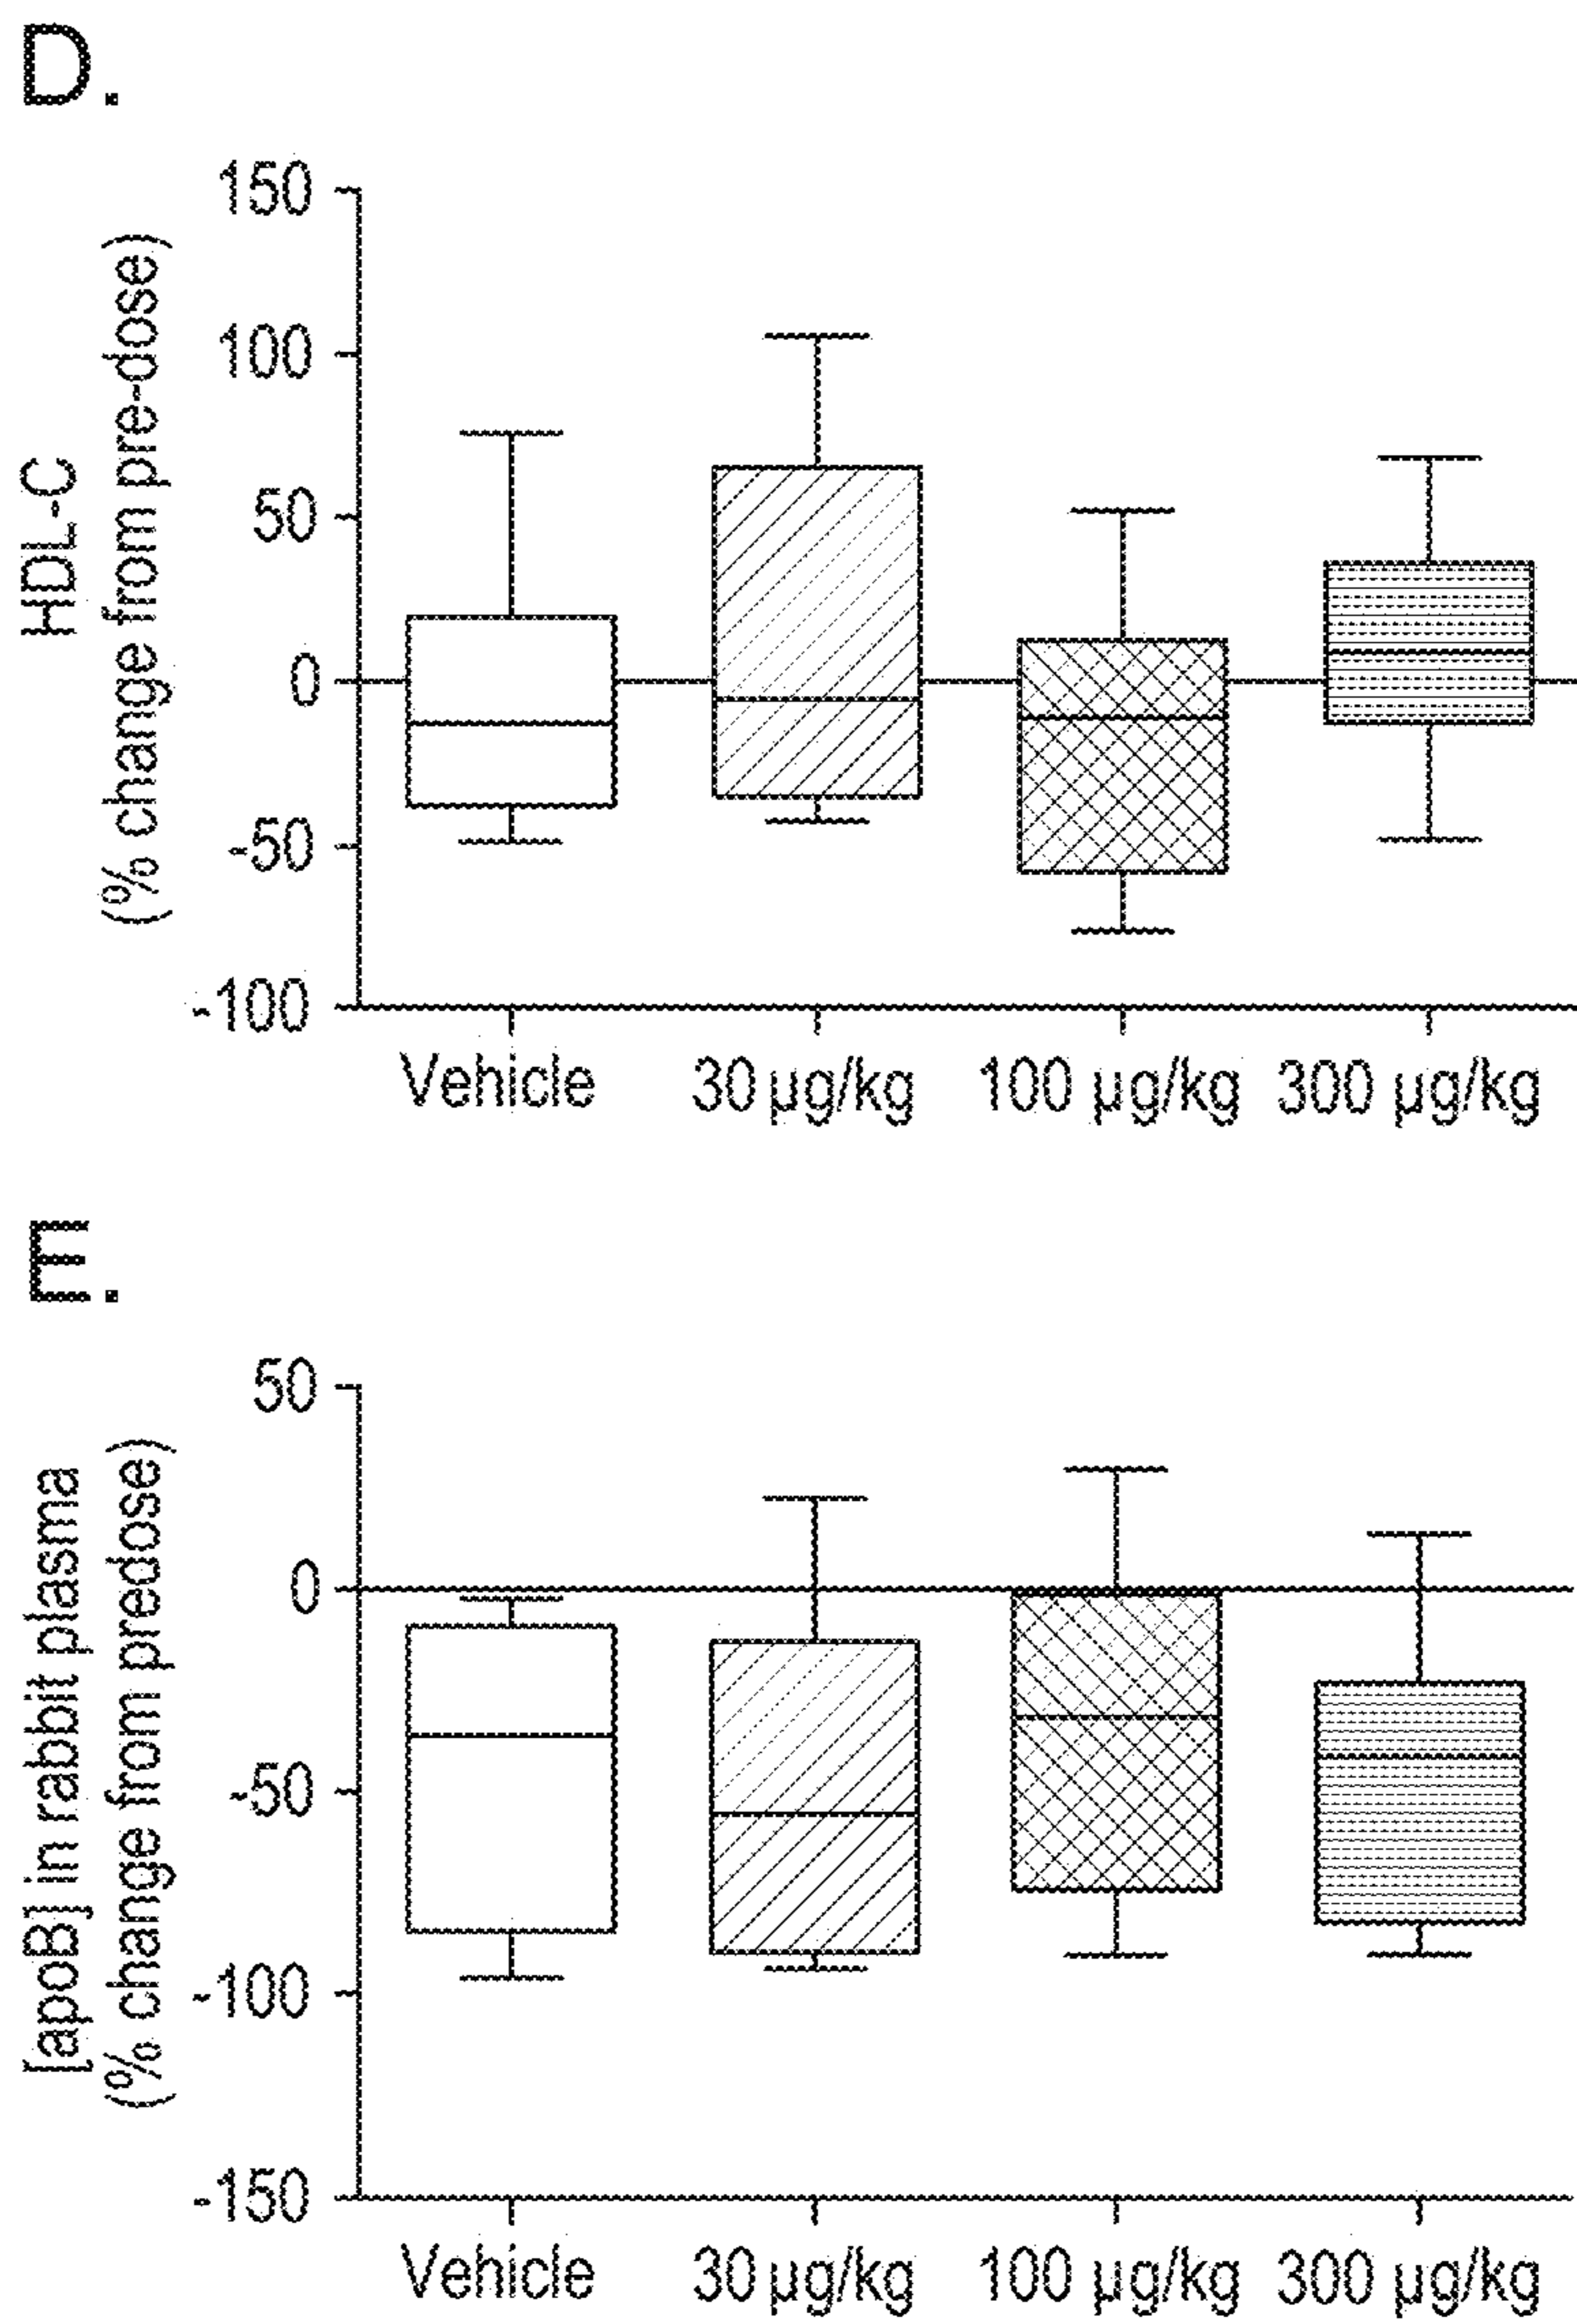 D.
HDL-C
(% change from pre-dose)
150
100
50
0
-50
-100
Vehicle 30 µg/kg 100 µg/kg 300 µg/kg
E.
[apoB] in rabbit plasma
(% change from predose)
50
0
-50
-100
-150
Vehicle 30 µg/kg 100 µg/kg 300 µg/kg